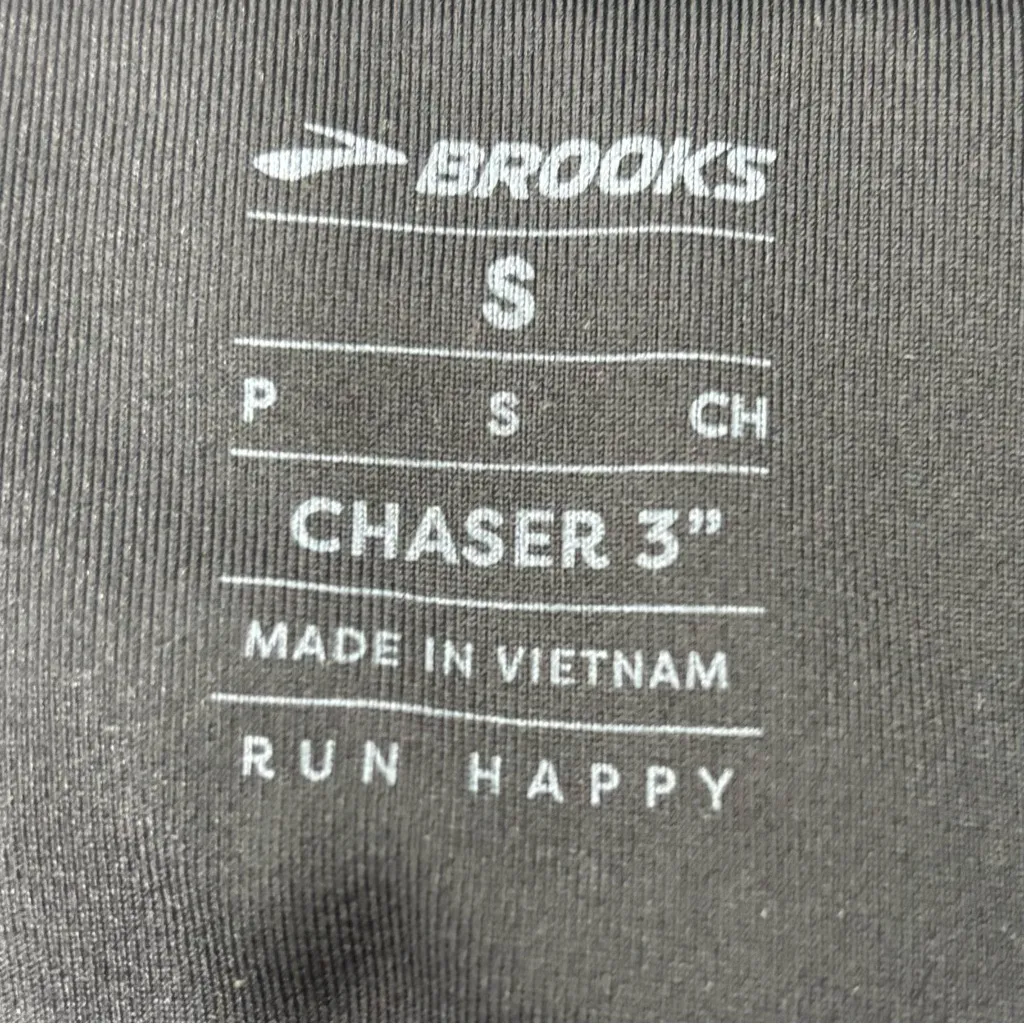 BROOKS
S
P S CH
CHASER 3”
MADE IN VIETNAM
RUN HAPPY